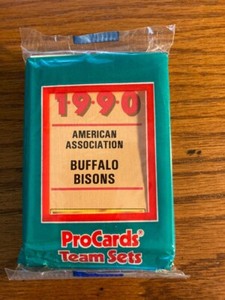 1990
AMERICAN
ASSOCIATION
BUFFALO
BISONS
ProCards®
Team Sets